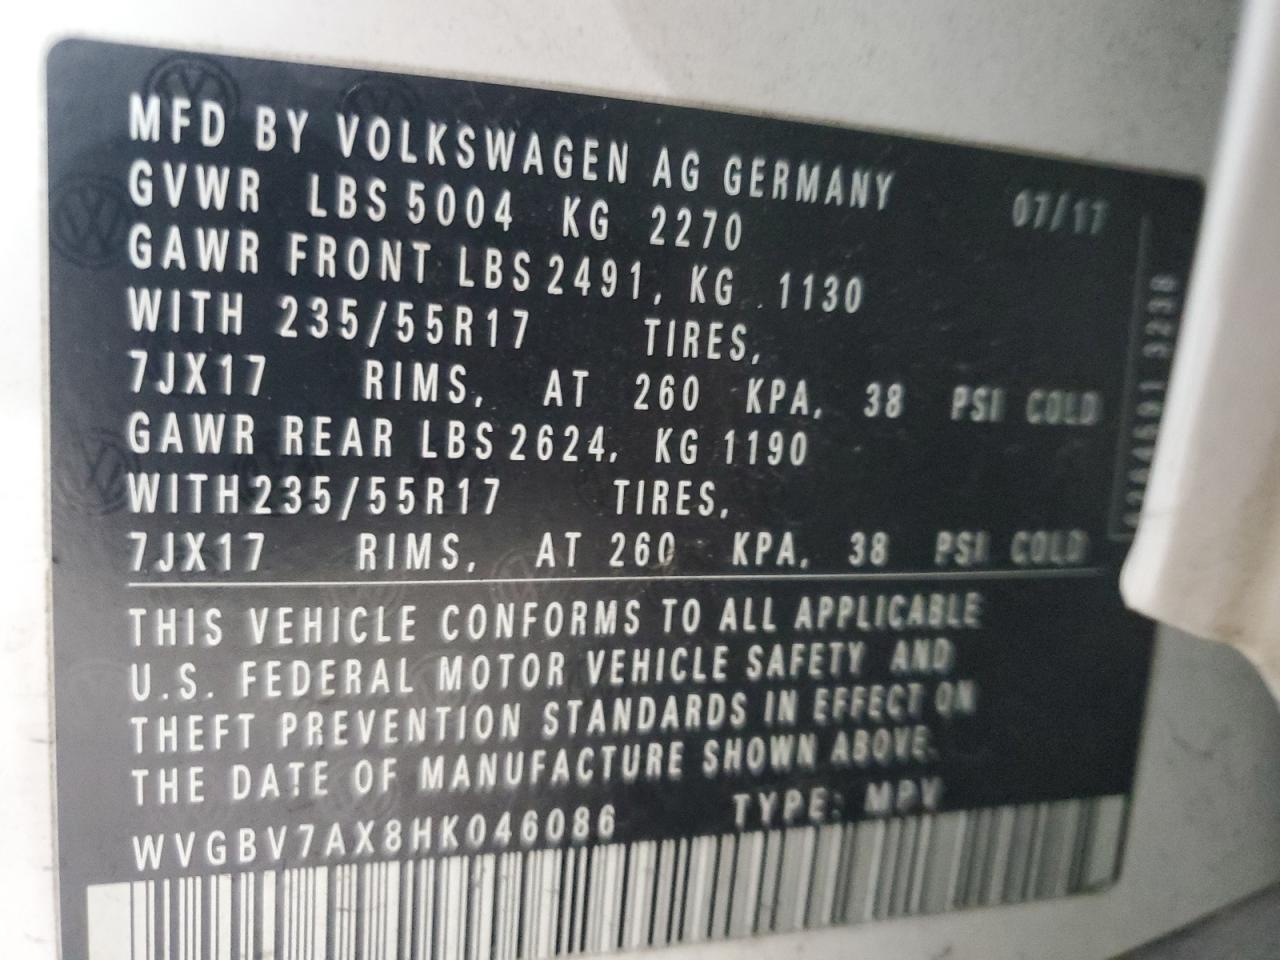 MFD BY VOLKSWAGEN AG GERMANY 07/17
GVWR LBS 5004 KG 2270
GAWR FRONT LBS 2491, KG 1130
WITH 235/55R17 TIRES,
7JX17 RIMS, AT 260 KPA, 38 PSI COLD
GAWR REAR LBS 2624, KG 1190
WITH 235/55R17 TIRES,
7JX17 RIMS, AT 260 KPA, 38 PSI COLD
THIS VEHICLE CONFORMS TO ALL APPLICABLE
U.S. FEDERAL MOTOR VEHICLE SAFETY AND
THEFT PREVENTION STANDARDS IN EFFECT ON
THE DATE OF MANUFACTURE SHOWN ABOVE.
WVGBV7AX8HK046086 TYPE: MPV